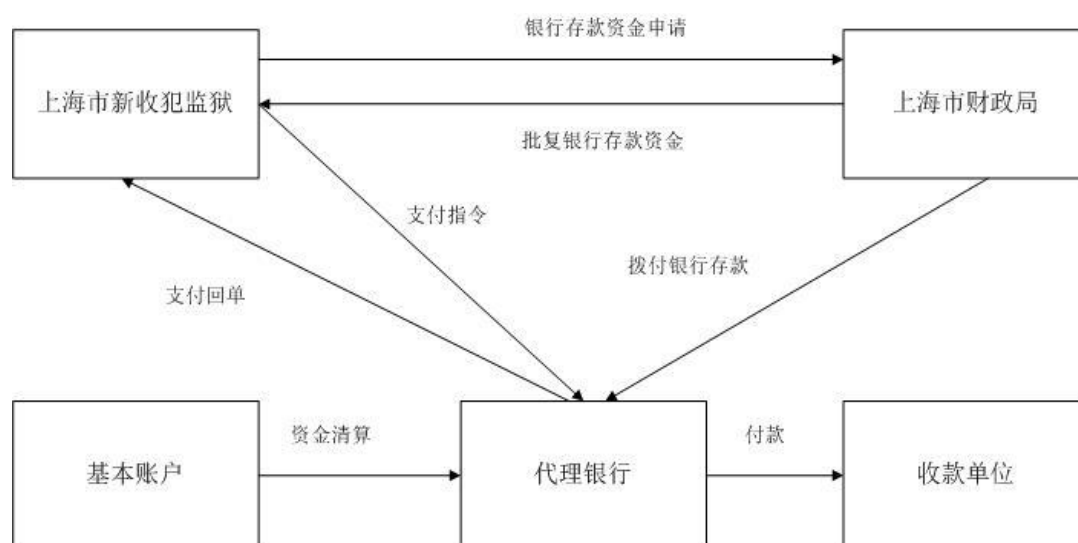 银行存款资金申请
上海市新收犯监狱
上海市财政局
批复银行存款资金
支付指令
拨付银行存款
支付回单
资金清算
付款
基本账户
代理银行
收款单位